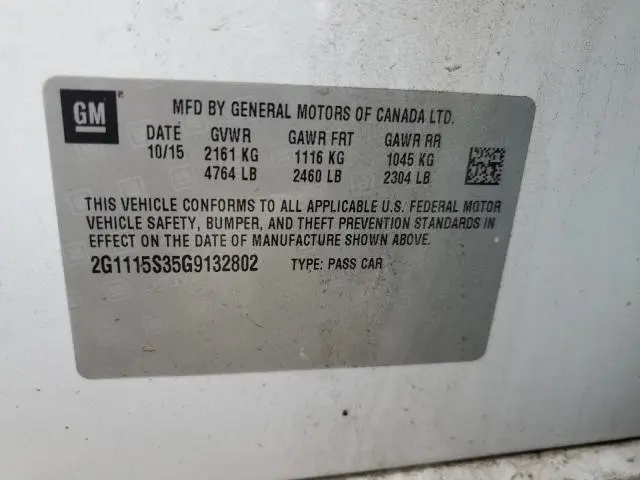 GM ®
MFD BY GENERAL MOTORS OF CANADA LTD.
DATE GVWR GAWR FRT GAWR RR
10/15 2161 KG 1116 KG 1045 KG
4764 LB 2460 LB 2304 LB
THIS VEHICLE CONFORMS TO ALL APPLICABLE U.S. FEDERAL MOTOR
VEHICLE SAFETY, BUMPER, AND THEFT PREVENTION STANDARDS IN
EFFECT ON THE DATE OF MANUFACTURE SHOWN ABOVE.
2G1115S35G9132802 TYPE: PASS CAR